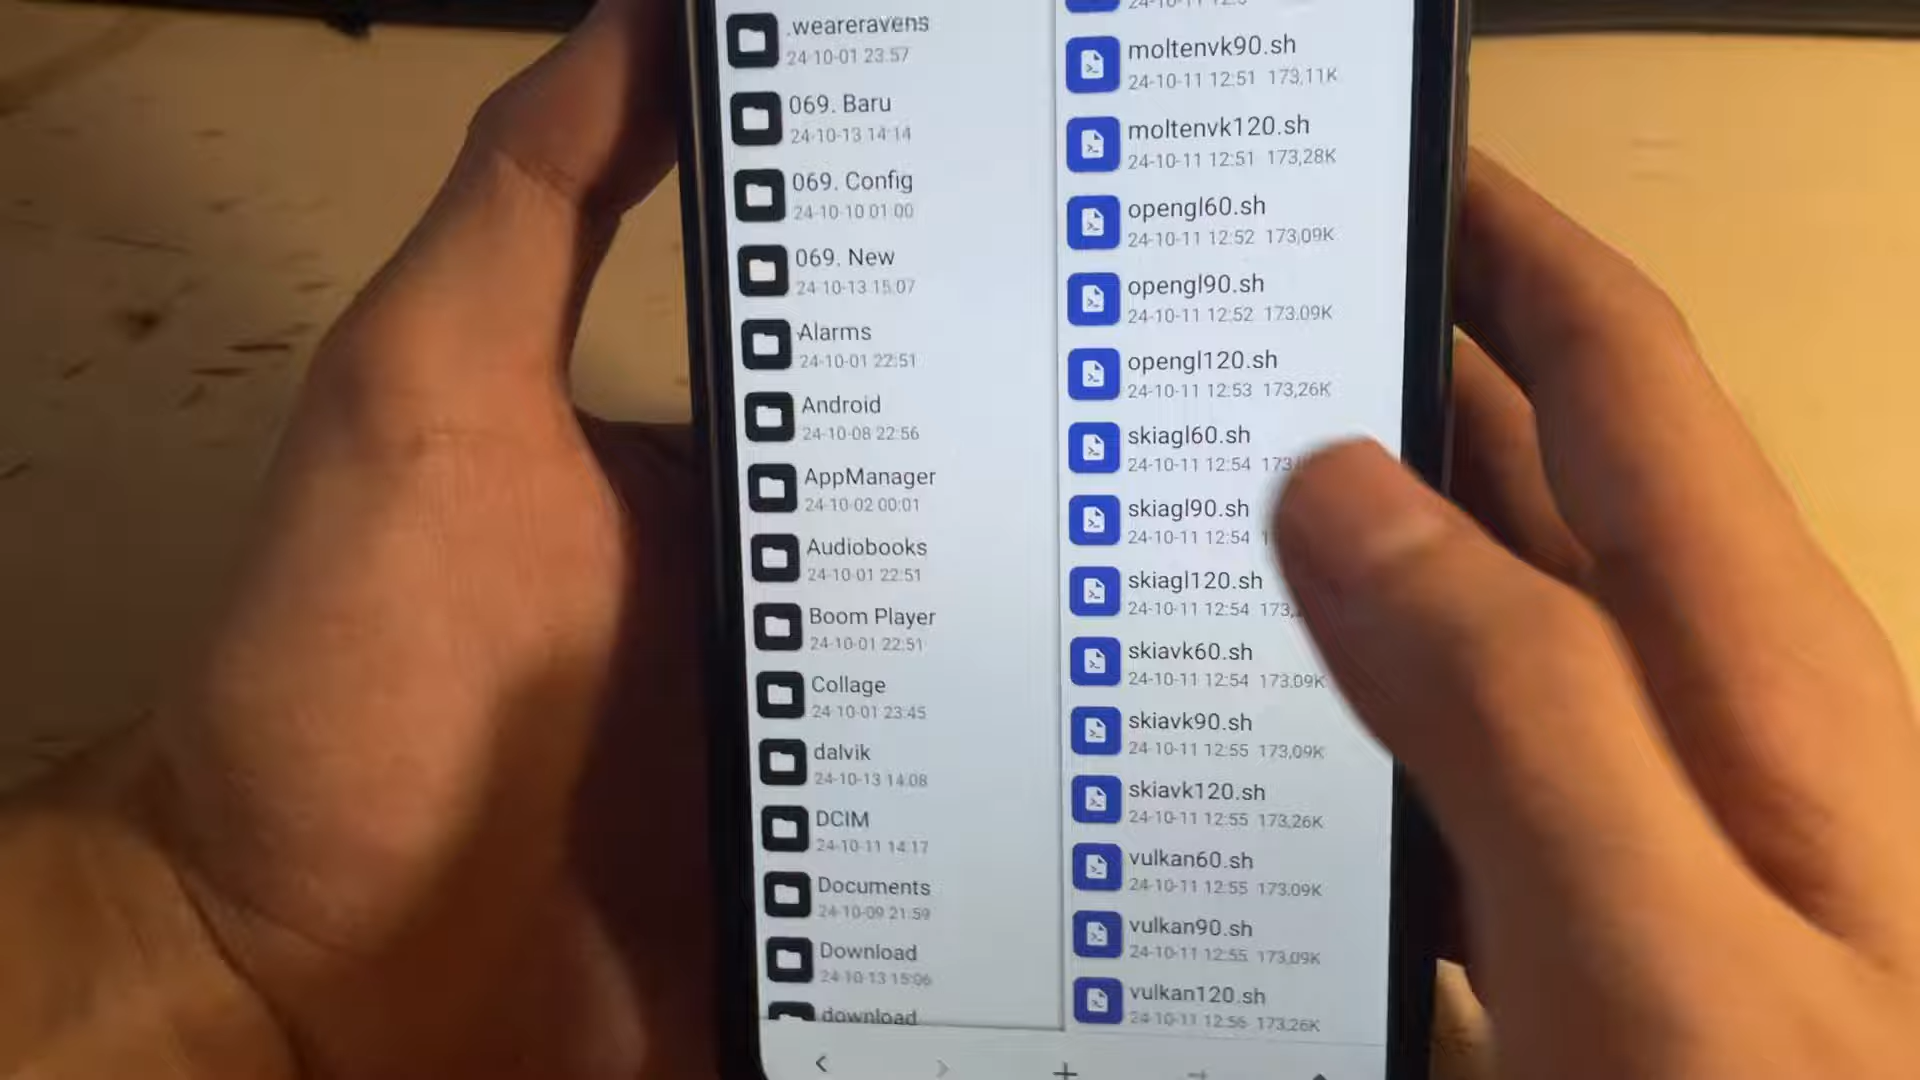 .weareravens
24-10-01 23:57
069. Baru
24-10-13 14:14
069. Config
24-10-10 01:00
069. New
24-10-13 15:07
Alarms
24-10-01 22:51
Android
24-10-08 22:56
AppManager
24-10-02 00:01
Audiobooks
24-10-01 22:51
Boom Player
24-10-01 22:51
Collage
24-10-01 23:45
dalvik
24-10-13 14:08
DCIM
24-10-11 14:17
Documents
24-10-09 21:59
Download
24-10-13 15:06
download
moltenvk90.sh
24-10-11 12:51 173,11K
moltenvk120.sh
24-10-11 12:51 173,28K
opengl60.sh
24-10-11 12:52 173,09K
opengl90.sh
24-10-11 12:52 173,09K
opengl120.sh
24-10-11 12:53 173,26K
skiagl60.sh
24-10-11 12:54
skiagl90.sh
24-10-11 12:54
skiagl120.sh
24-10-11 12:54
skiavk60.sh
24-10-11 12:54 173,09K
skiavk90.sh
24-10-11 12:55 173,09K
skiavk120.sh
24-10-11 12:55 173,26K
vulkan60.sh
24-10-11 12:55 173,09K
vulkan90.sh
24-10-11 12:55 173,09K
vulkan120.sh
24-10-11 12:56 173,26K